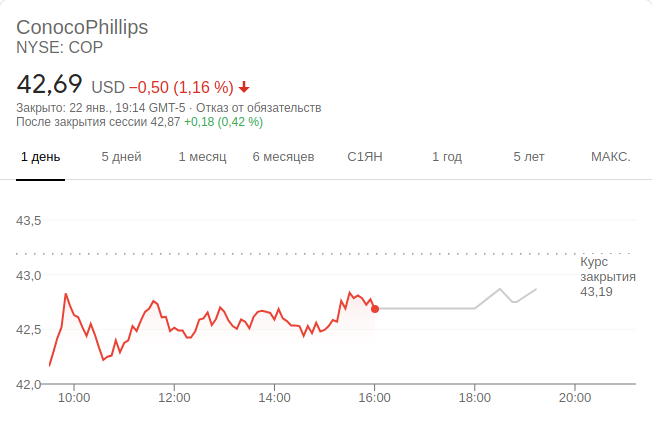 ConocoPhillips
NYSE: COP
42,69 USD −0,50 (1,16 %)
Закрыто: 22 янв., 19:14 GMT-5 · Отказ от обязательств
После закрытия сессии 42,87 +0,18 (0,42 %)
1 день 5 дней 1 месяц 6 месяцев С1ЯН 1 год 5 лет МАКС.
43,5
Курс
закрытия
43,19
43,0
42,5
42,0
10:00 12:00 14:00 16:00 18:00 20:00